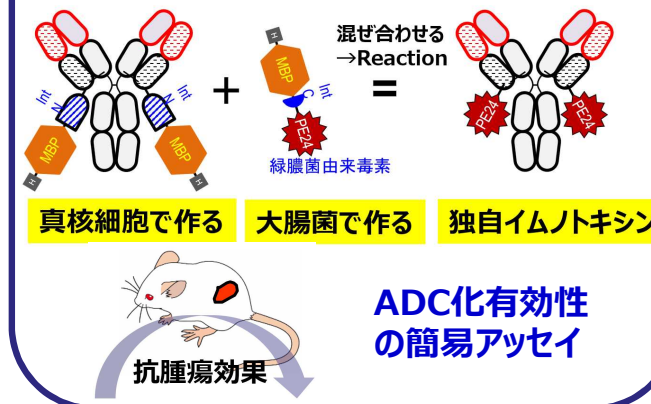 混ぜ合わせる
→Reaction
Int
N
Int
N
MBP
MBP
H
H
+
MBP
H
Int
C
PE24
=
PE24
PE24
緑膿菌由来毒素
真核細胞で作る
大腸菌で作る
独自イムノトキシン
ADC化有効性
の簡易アッセイ
抗腫瘍効果